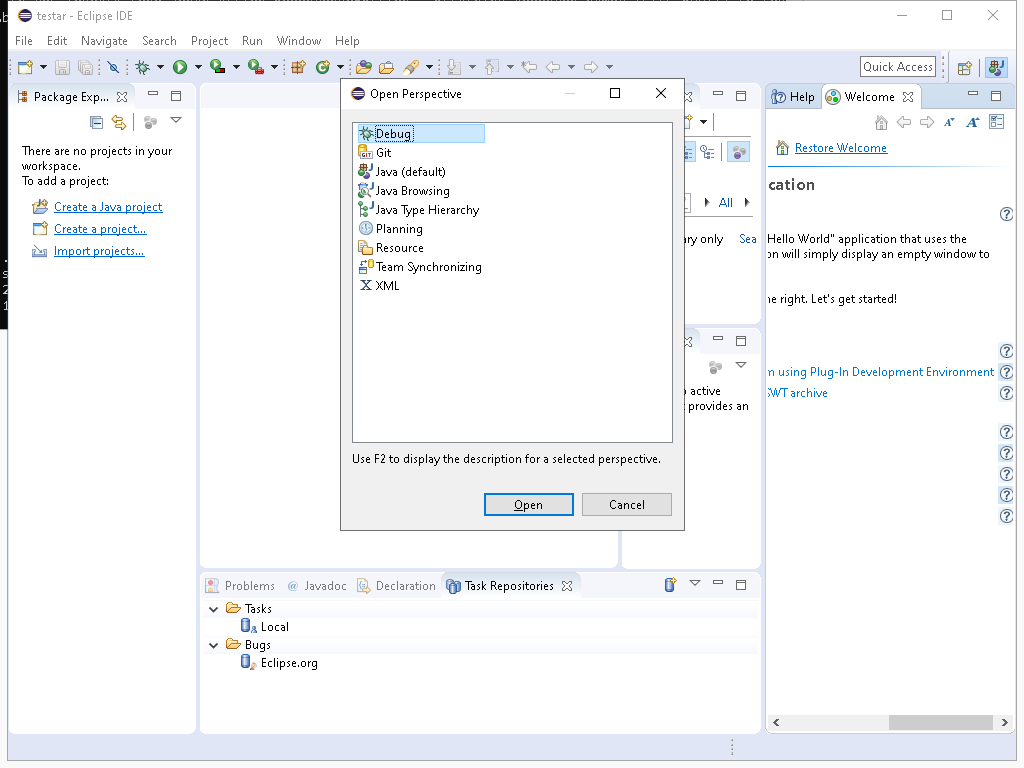 testar - Eclipse IDE
File Edit Navigate Search Project Run Window Help
Quick Access
Package Exp...
There are no projects in your
workspace.
To add a project:
Create a Java project
Create a project...
Import projects...
Open Perspective
Debug
Git
Java (default)
Java Browsing
Java Type Hierarchy
Planning
Resource
Team Synchronizing
XML
Use F2 to display the description for a selected perspective.
Open Cancel
All
ry only Sea
active
provides an
Help Welcome
Restore Welcome
cation
Hello World" application that uses the
on will simply display an empty window to
e right. Let's get started!
n using Plug-In Development Environment
SWT archive
Problems @ Javadoc Declaration Task Repositories
Tasks
Local
Bugs
Eclipse.org